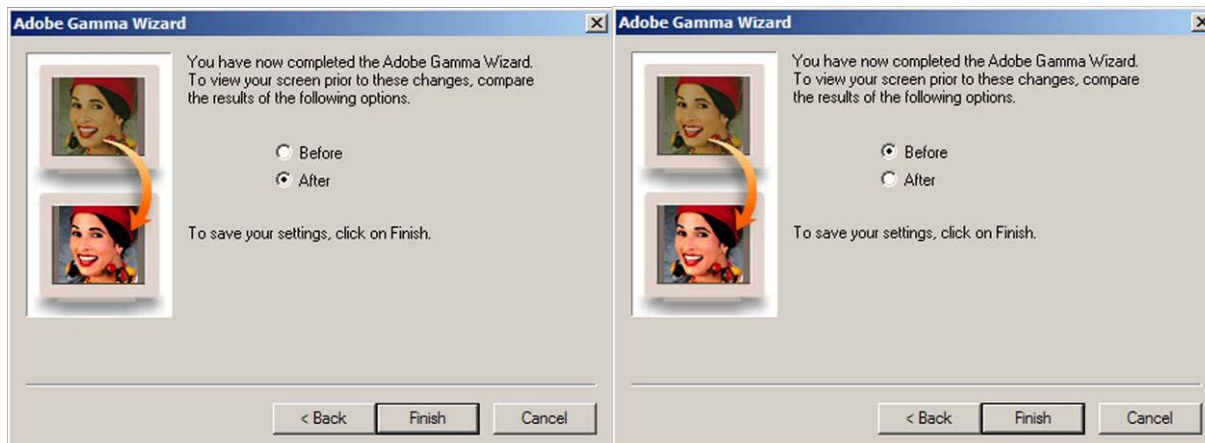 Adobe Gamma Wizard
You have now completed the Adobe Gamma Wizard.
To view your screen prior to these changes, compare
the results of the following options.
Before
After
To save your settings, click on Finish.
< Back
Finish
Cancel
Adobe Gamma Wizard
You have now completed the Adobe Gamma Wizard.
To view your screen prior to these changes, compare
the results of the following options.
Before
After
To save your settings, click on Finish.
< Back
Finish
Cancel